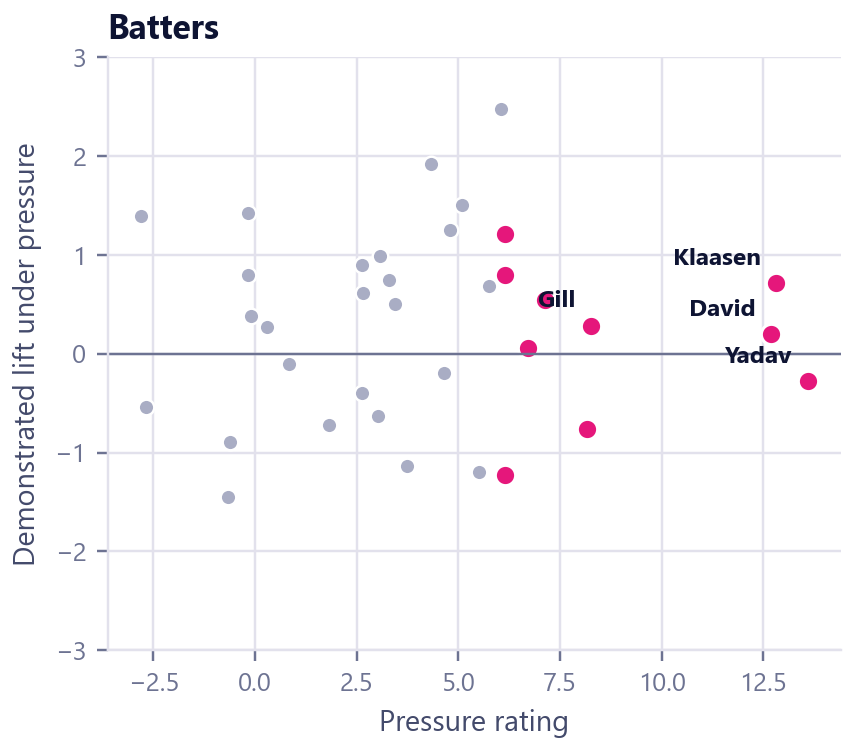 Batters
3
2
1
0
−1
−2
−3
Demonstrated lift under pressure
Klaasen
Gill
David
Yadav
−2.5 0.0 2.5 5.0 7.5 10.0 12.5
Pressure rating